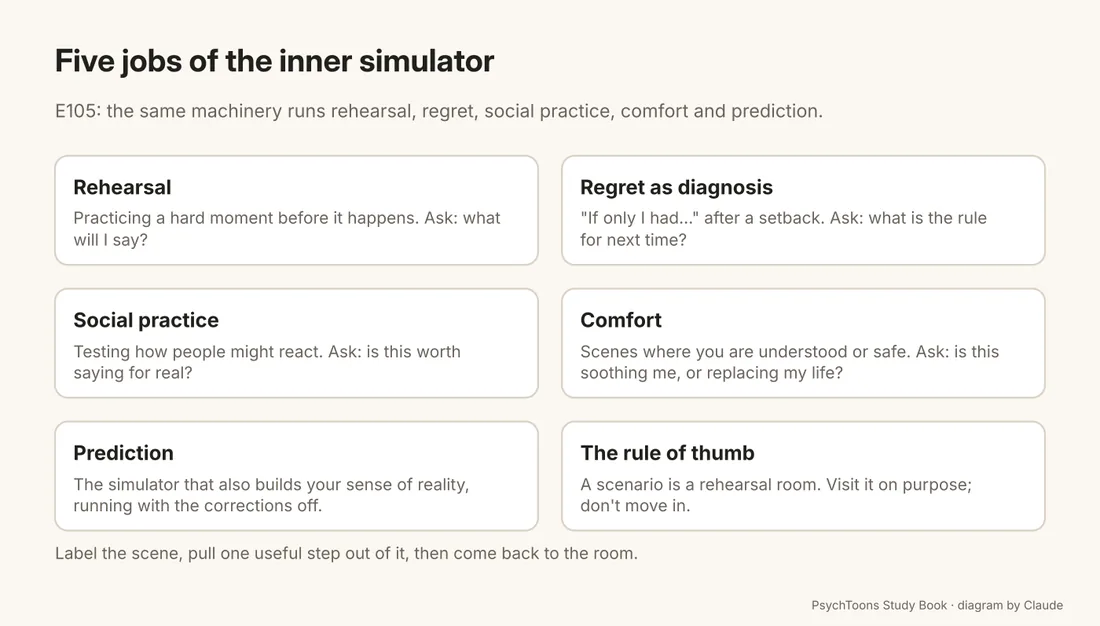 Five jobs of the inner simulator
E105: the same machinery runs rehearsal, regret, social practice, comfort and prediction.
Rehearsal
Practicing a hard moment before it happens. Ask: what
will I say?
Regret as diagnosis
"If only I had..." after a setback. Ask: what is the rule
for next time?
Social practice
Testing how people might react. Ask: is this worth
saying for real?
Comfort
Scenes where you are understood or safe. Ask: is this
soothing me, or replacing my life?
Prediction
The simulator that also builds your sense of reality,
running with the corrections off.
The rule of thumb
A scenario is a rehearsal room. Visit it on purpose;
don't move in.
Label the scene, pull one useful step out of it, then come back to the room.
PsychToons Study Book · diagram by Claude